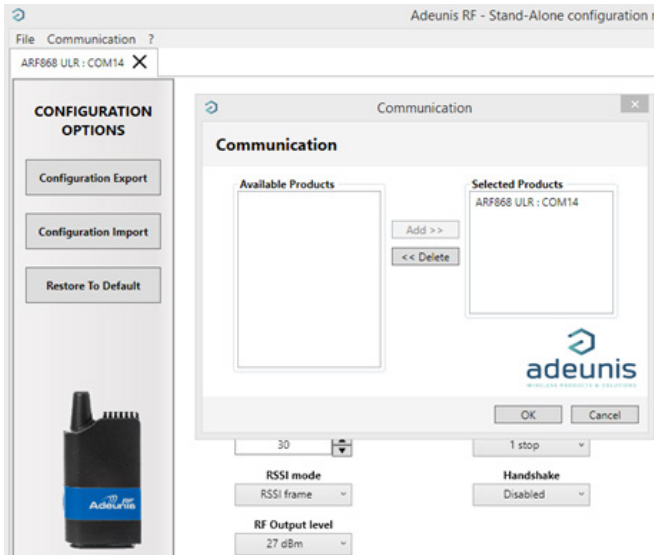 Adeunis RF - Stand-Alone configuration
File Communication ?
ARF868 ULR : COM14
CONFIGURATION
OPTIONS
Configuration Export
Configuration Import
Restore To Default
Adeunis RF
Communication
Communication
Available Products
Selected Products
ARF868 ULR : COM14
Add >>
<< Delete
adeunis
WIRELESS PRODUCTS & SOLUTIONS
OK Cancel
30
1 stop
RSSI mode
Handshake
RSSI frame
Disabled
RF Output level
27 dBm